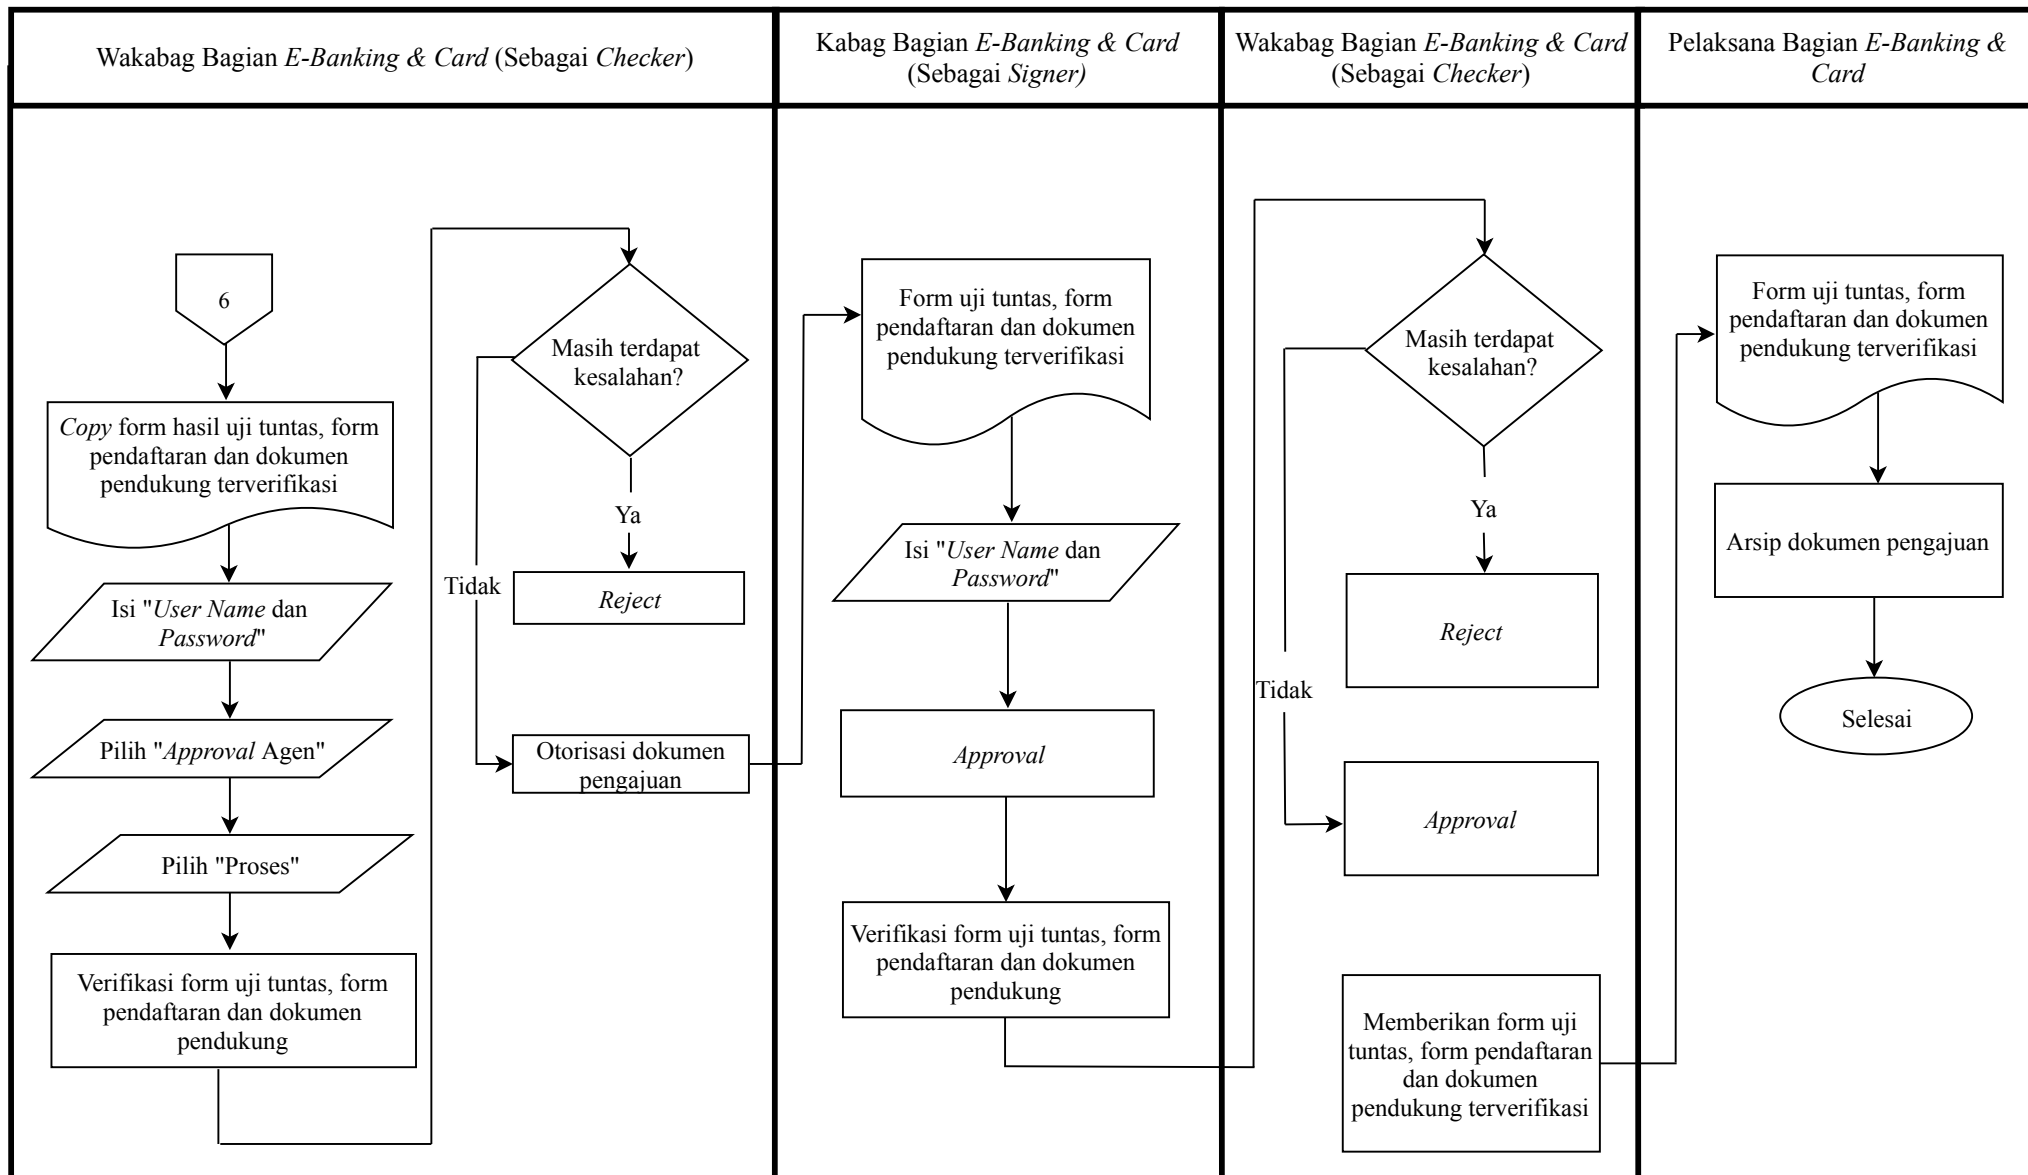 Wakabag Bagian E-Banking & Card (Sebagai Checker)
Kabag Bagian E-Banking & Card
(Sebagai Signer)
Wakabag Bagian E-Banking & Card
(Sebagai Checker)
Pelaksana Bagian E-Banking &
Card
6
Copy form hasil uji tuntas, form
pendaftaran dan dokumen
pendukung terverifikasi
Isi "User Name dan
Password"
Pilih "Approval Agen"
Pilih "Proses"
Verifikasi form uji tuntas, form
pendaftaran dan dokumen
pendukung
Masih terdapat
kesalahan?
Ya
Tidak
Reject
Otorisasi dokumen
pengajuan
Form uji tuntas, form
pendaftaran dan dokumen
pendukung terverifikasi
Isi "User Name dan
Password"
Approval
Verifikasi form uji tuntas, form
pendaftaran dan dokumen
pendukung
Masih terdapat
kesalahan?
Ya
Reject
Tidak
Approval
Memberikan form uji
tuntas, form pendaftaran
dan dokumen
pendukung terverifikasi
Form uji tuntas, form
pendaftaran dan dokumen
pendukung terverifikasi
Arsip dokumen pengajuan
Selesai